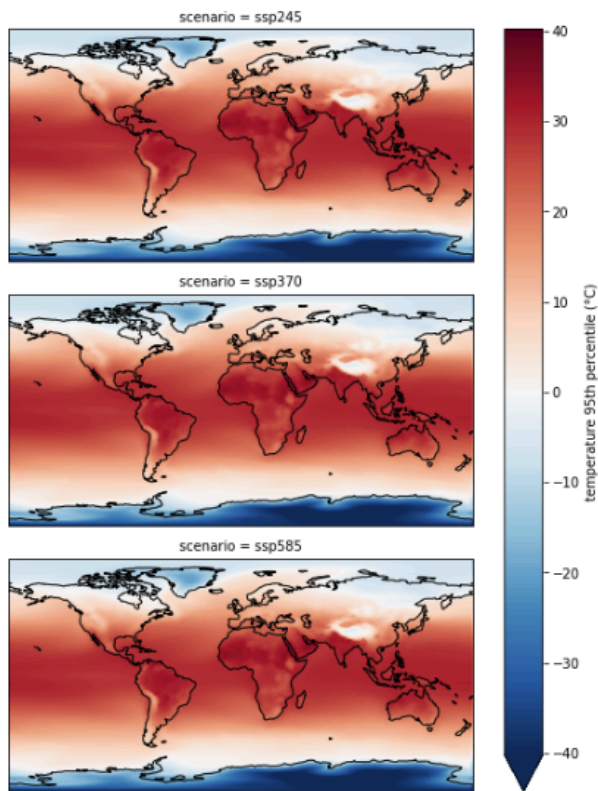 scenario = ssp245
scenario = ssp370
scenario = ssp585
40
30
20
10
0
−10
−20
−30
−40
temperature 95th percentile (°C)